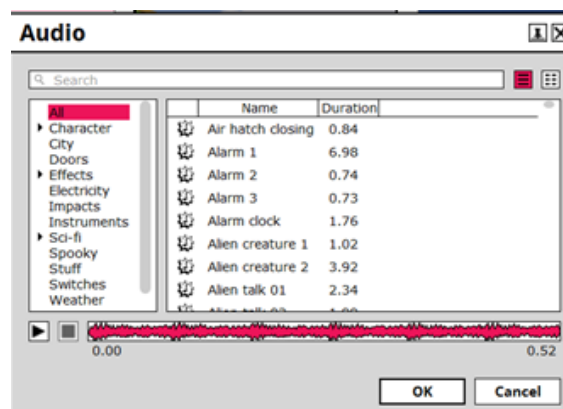 Audio
Search
All
Character
City
Doors
Effects
Electricity
Impacts
Instruments
Sci-fi
Spooky
Stuff
Switches
Weather
Name Duration
Air hatch closing 0.84
Alarm 1 6.98
Alarm 2 0.74
Alarm 3 0.73
Alarm clock 1.76
Alien creature 1 1.02
Alien creature 2 3.92
Alien talk 01 2.34
0.00 0.52
OK Cancel